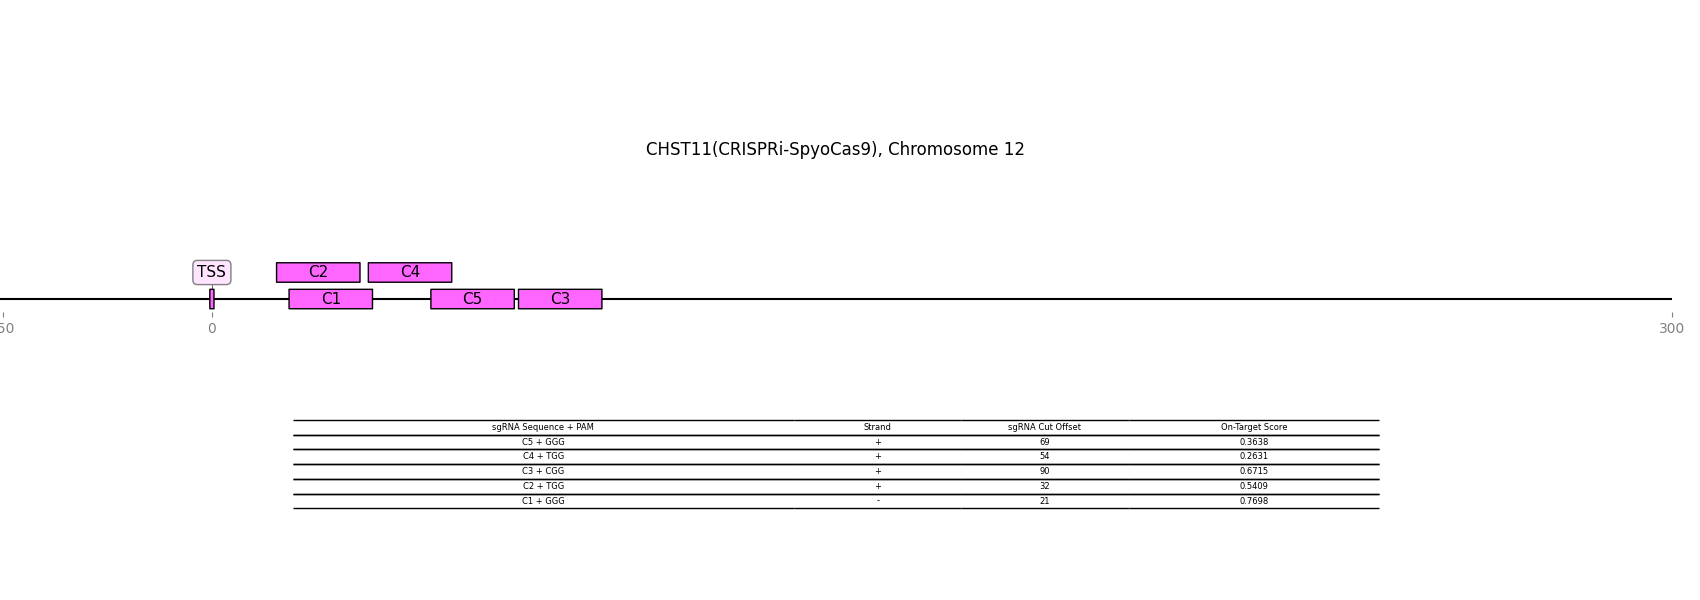 CHST11(CRISPRi-SpyoCas9), Chromosome 12
TSS C2 C4
C1 C5 C3
50 0 300
sgRNA Sequence + PAM Strand sgRNA Cut Offset On-Target Score
C5 + GGG + 69 0.3638
C4 + TGG + 54 0.2631
C3 + CGG + 90 0.6715
C2 + TGG + 32 0.5409
C1 + GGG - 21 0.7698